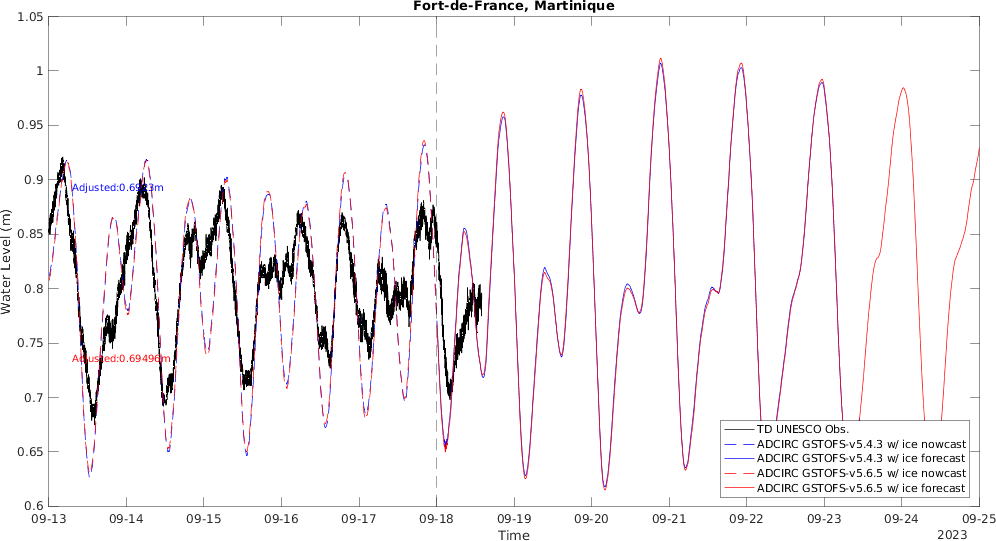 Fort-de-France, Martinique
Water Level (m)
1.05
1
0.95
0.9
0.85
0.8
0.75
0.7
0.65
0.6
Adjusted:0.69496m
TD UNESCO Obs.
ADCIRC GSTOFS-v5.4.3 w/ ice nowcast
ADCIRC GSTOFS-v5.4.3 w/ ice forecast
ADCIRC GSTOFS-v5.6.5 w/ ice nowcast
ADCIRC GSTOFS-v5.6.5 w/ ice forecast
09-13 09-14 09-15 09-16 09-17 09-18 09-19 09-20 09-21 09-22 09-23 09-24 09-25
Time
2023